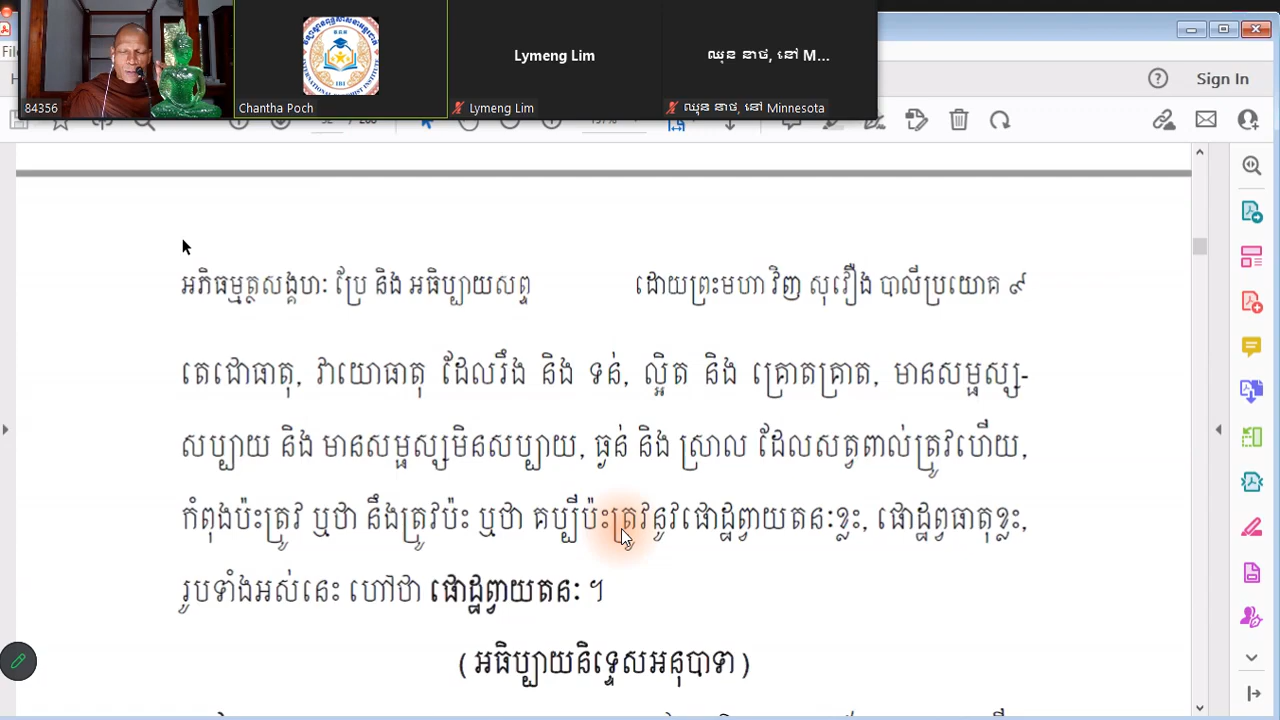 Lymeng Lim
ឈុន នាថ, នៅ M...
84356
Chantha Poch
Lymeng Lim
ឈុន នាថ, នៅ Minnesota
Sign In
អភិធម្មត្ថសង្គហៈ ប្រែ និង អធិប្បាយសព្ទ ដោយព្រះមហា វិញ សុវឿង បាលីប្រយោគ ៩
តេជោធាតុ, វាយោធាតុ ដែលរឹង និង ទន់, ល្អិត និង គ្រោតគ្រាត, មានសម្ផស្ស-
សប្បាយ និង មានសម្ផស្សមិនសប្បាយ, ធ្ងន់ និង ស្រាល ដែលសត្វពាល់ត្រូវហើយ,
កំពុងប៉ះត្រូវ ឬថា នឹងត្រូវប៉ះ ឬថា គប្បីប៉ះត្រូវនូវផោដ្ឋព្វាយតនៈខ្លះ, ផោដ្ឋព្វធាតុខ្លះ,
រូបទាំងអស់នេះ ហៅថា ផោដ្ឋព្វាយតនៈ ។
(អធិប្បាយនិទ្ទេសអនុបាទា)